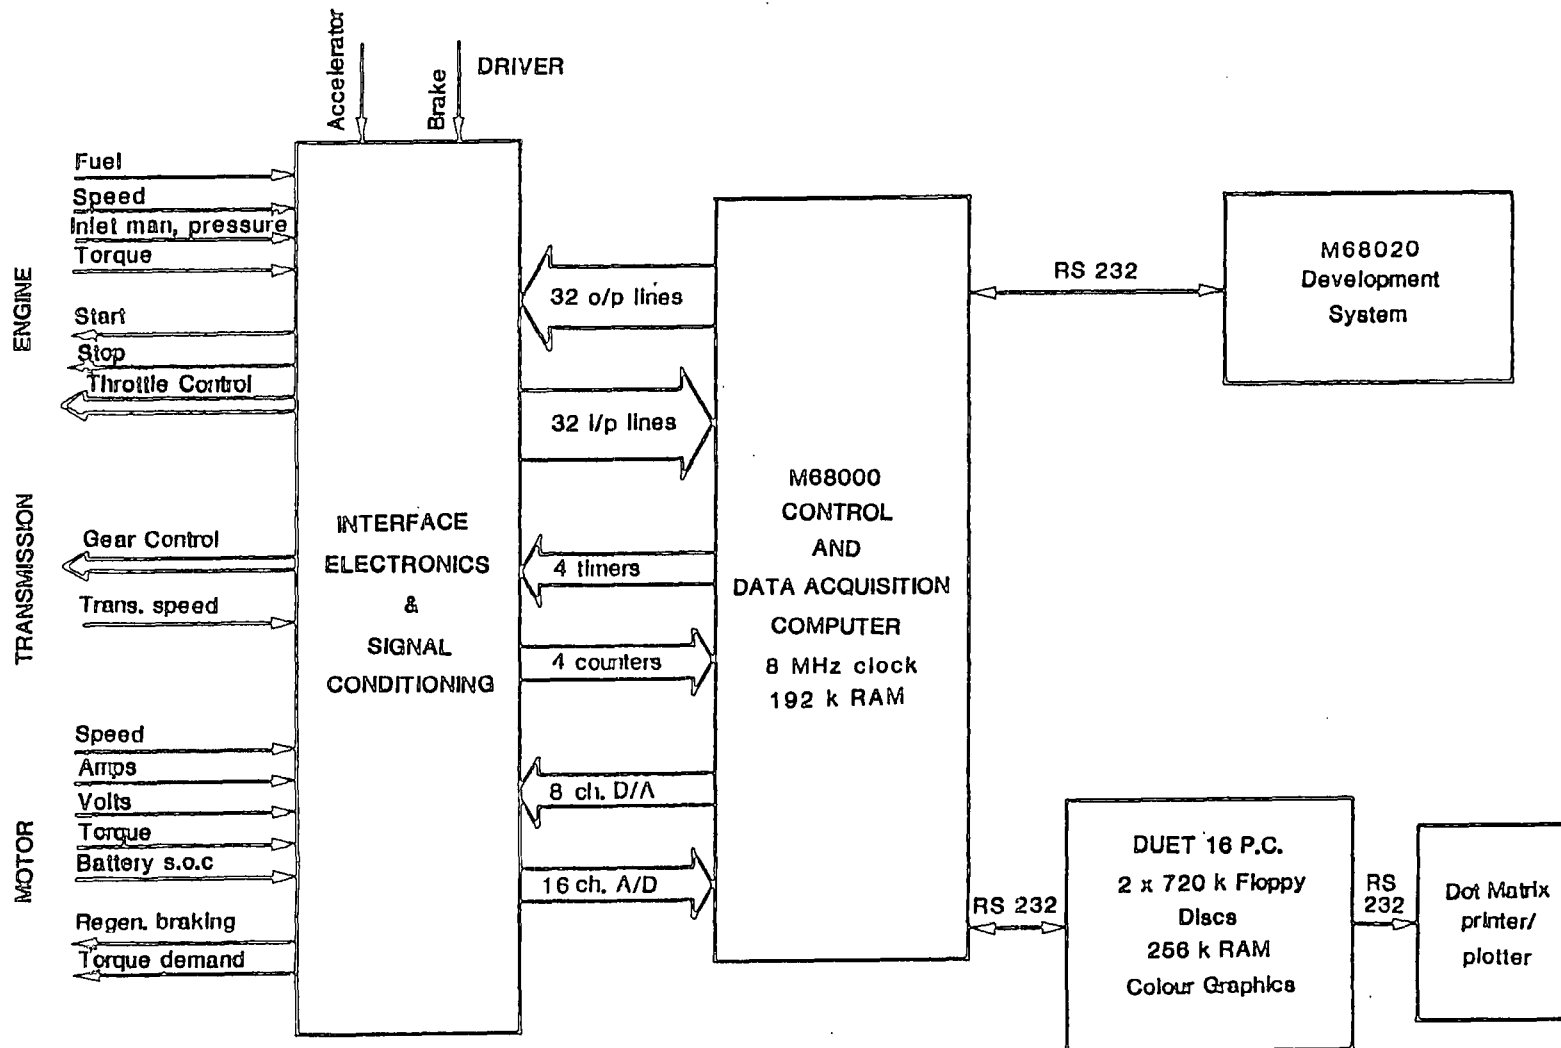 Accelerator
Brake
DRIVER
ENGINE
Fuel
Speed
Inlet man, pressure
Torque
Start
Stop
Throttle Control
TRANSMISSION
Gear Control
Trans. speed
MOTOR
Speed
Amps
Volts
Torque
Battery s.o.c
Regen. braking
Torque demand
INTERFACE
ELECTRONICS
&
SIGNAL
CONDITIONING
32 o/p lines
32 I/p lines
4 timers
4 counters
8 ch. D/A
16 ch. A/D
M68000
CONTROL
AND
DATA ACQUISITION
COMPUTER
8 MHz clock
192 k RAM
RS 232
M68020
Development
System
RS 232
DUET 16 P.C.
2 x 720 k Floppy
Discs
256 k RAM
Colour Graphics
RS
232
Dot Matrix
printer/
plotter